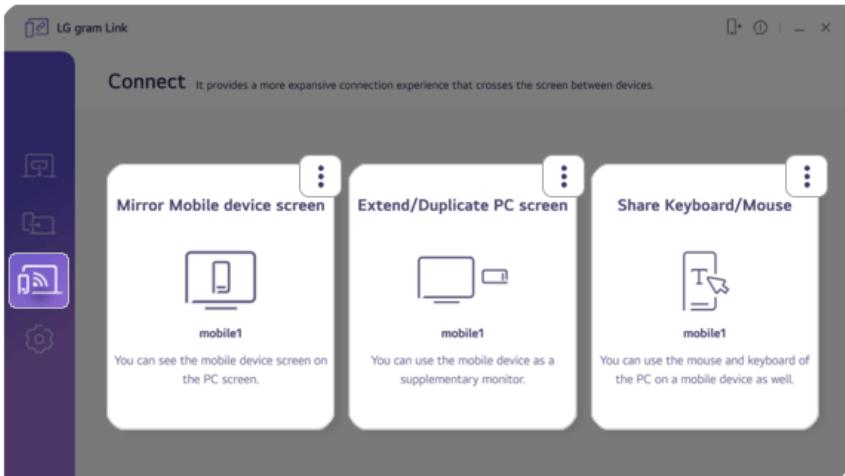 LG gram Link
Connect It provides a more expansive connection experience that crosses the screen between devices.
Mirror Mobile device screen
mobile1
You can see the mobile device screen on
the PC screen.
Extend/Duplicate PC screen
mobile1
You can use the mobile device as a
supplementary monitor.
Share Keyboard/Mouse
T
mobile1
You can use the mouse and keyboard of
the PC on a mobile device as well.